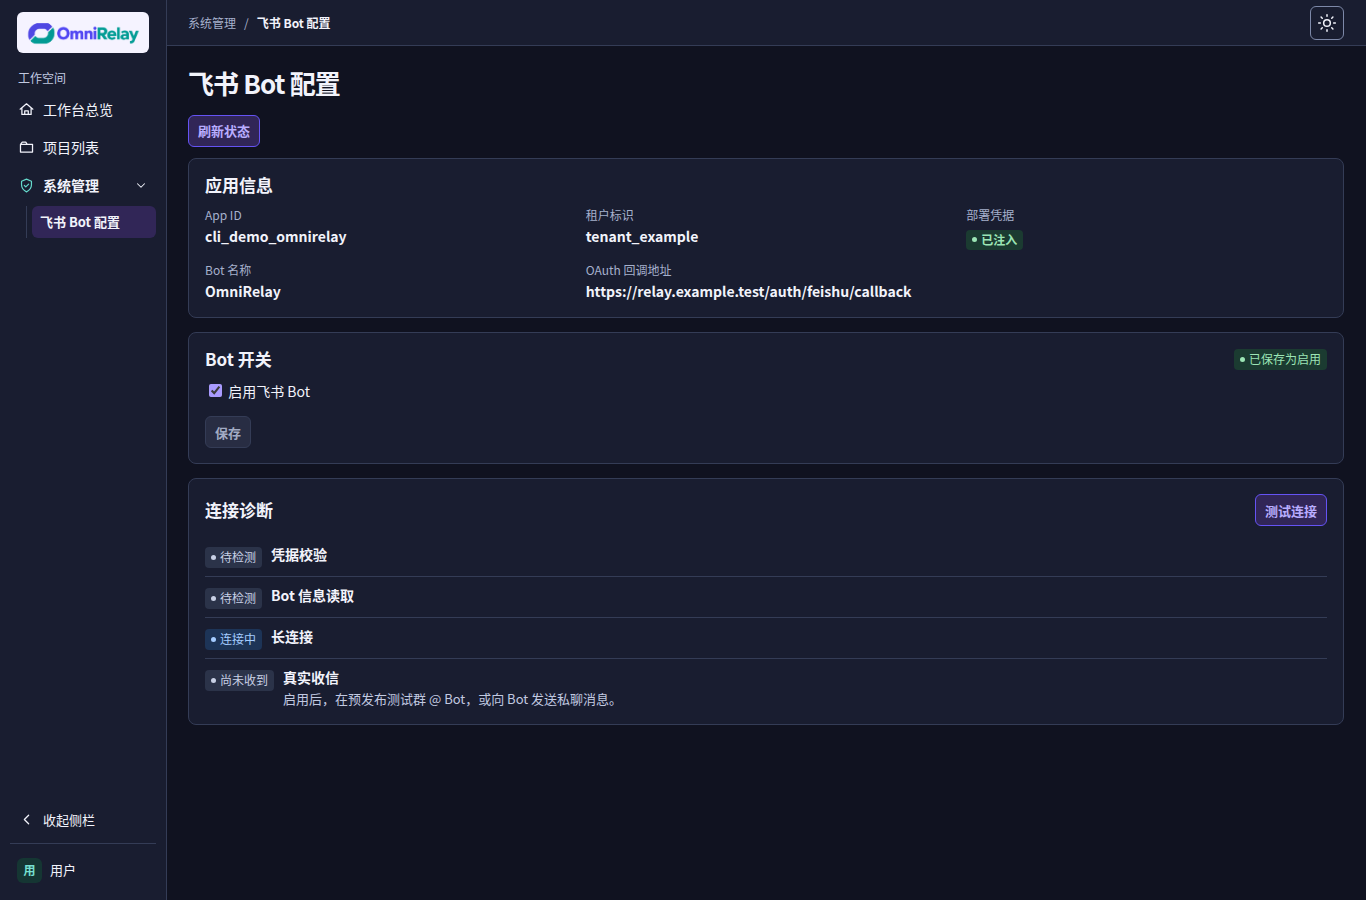 OmniRelay
系统管理 / 飞书 Bot 配置
工作空间
工作台总览
项目列表
系统管理
飞书 Bot 配置
飞书 Bot 配置
刷新状态
应用信息
App ID
cli_demo_omnirelay
租户标识
tenant_example
部署凭据
已注入
Bot 名称
OmniRelay
OAuth 回调地址
https://relay.example.test/auth/feishu/callback
Bot 开关
已保存为启用
启用飞书 Bot
保存
连接诊断
测试连接
待检测 凭据校验
待检测 Bot 信息读取
连接中 长连接
尚未收到 真实收信
启用后，在预发布测试群 @ Bot，或向 Bot 发送私聊消息。
收起侧栏
用 用户